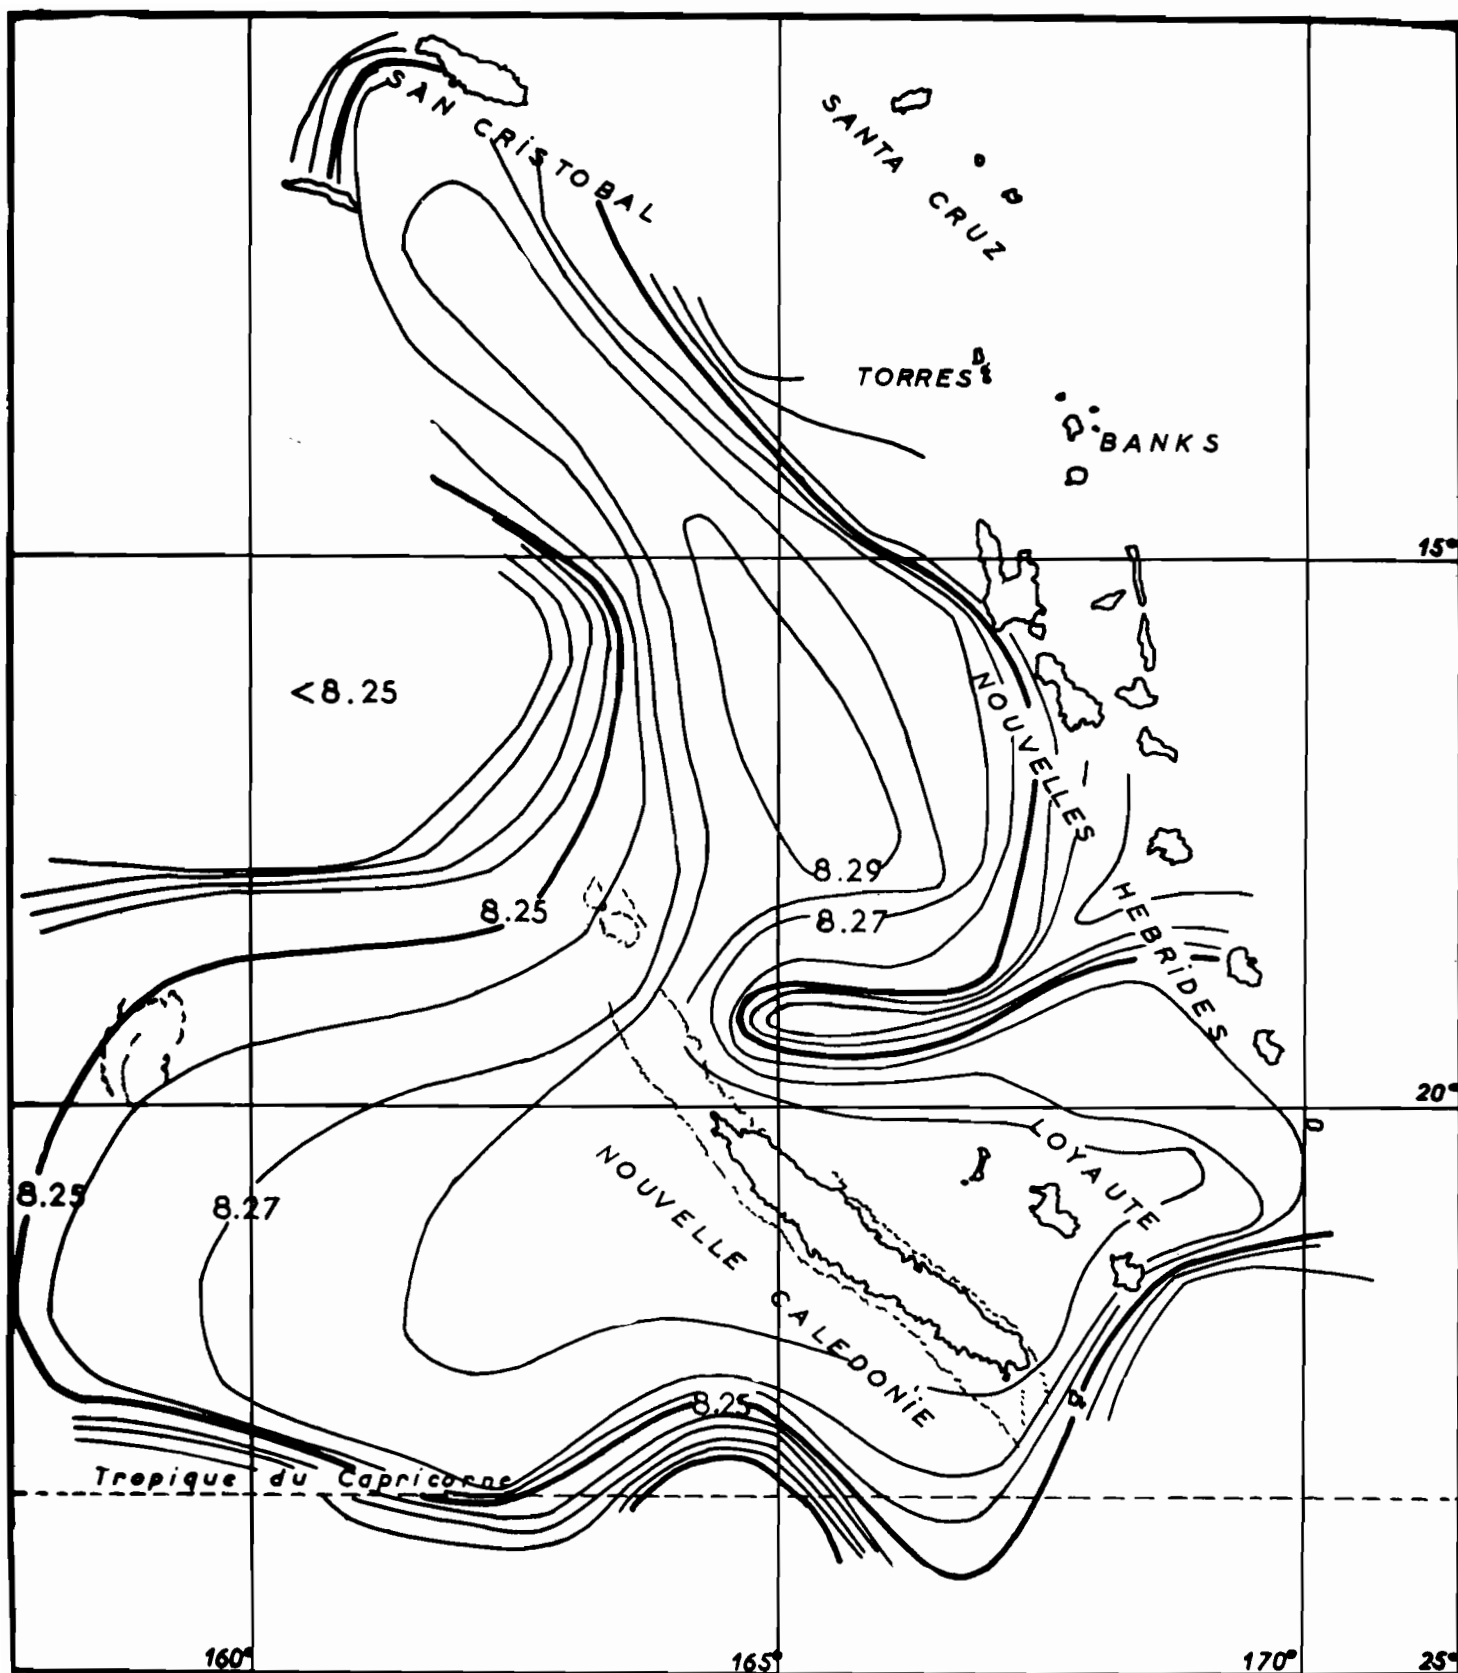 SAN CRISTOBAL
SANTA CRUZ
TORRES
BANKS
15°
<8.25
NOUVELLES
HEBRIDES
8.29
8.25
8.27
20°
LOYAUTE
NOUVELLE
CALEDONIE
8.25
8.27
8.25
Tropique du Capricorne
160°
165°
170°
25°